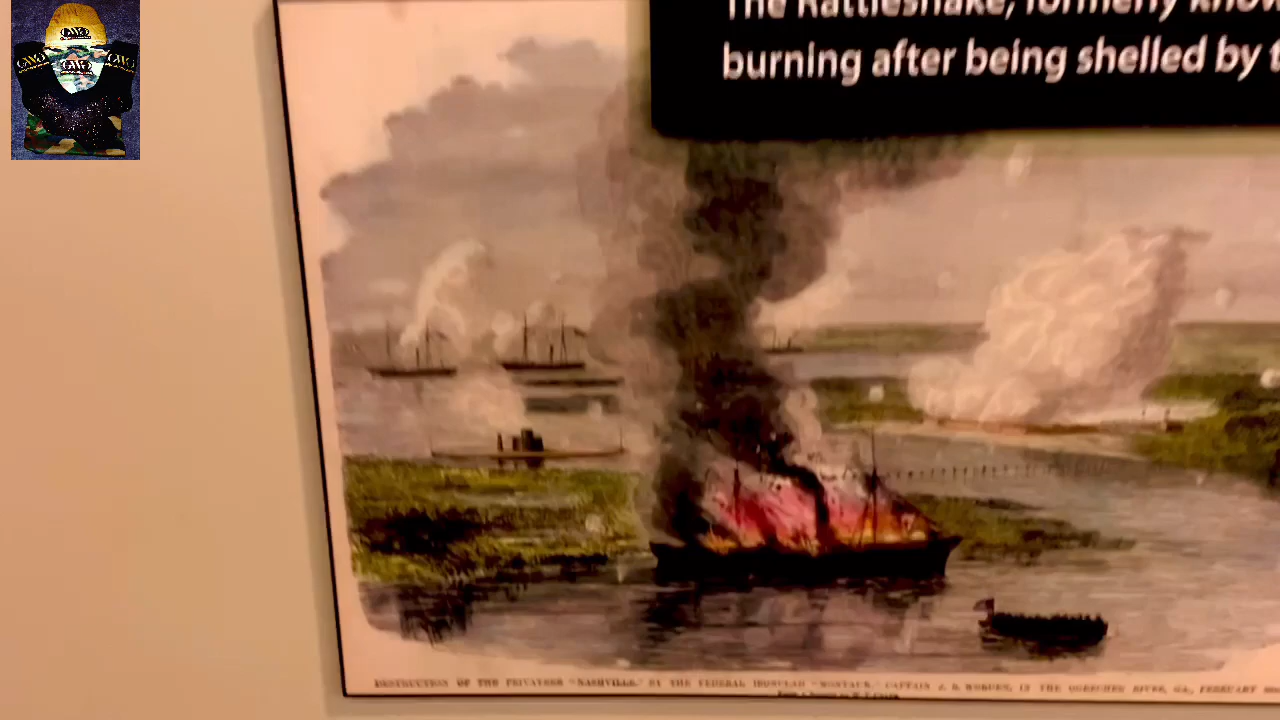 The Rattlesnake, formerly know
burning after being shelled by t
DESTRUCTION OF THE PRIVATEER "NASHVILLE," BY THE FEDERAL IRONCLAD "MONTAUK," CAPTAIN J. L. WORDEN, IN THE OGEECHEE RIVER, GA., FEBRUARY